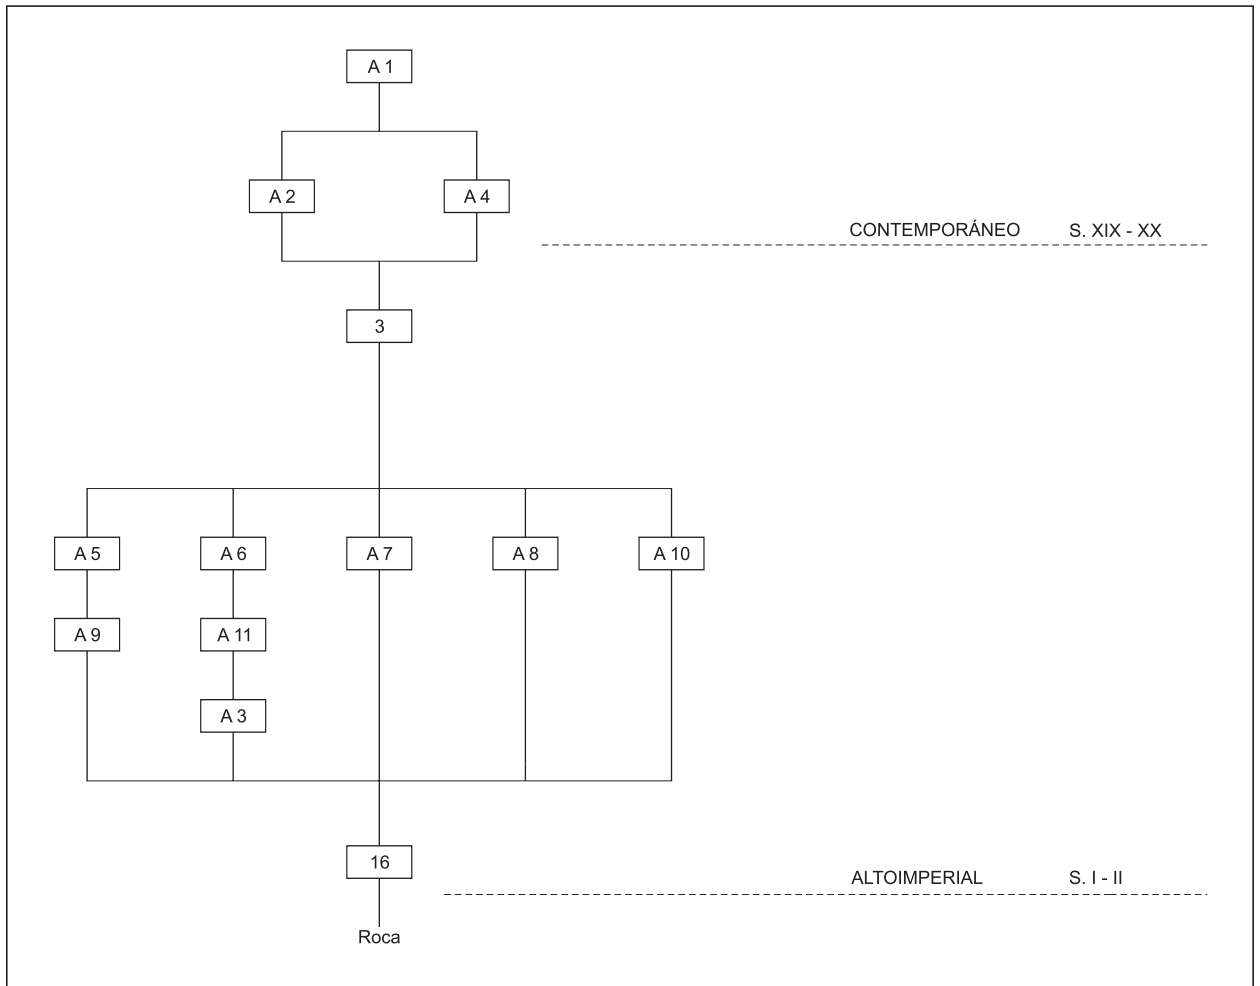 A 1
A 2
A 4
CONTEMPORÁNEO S. XIX - XX
3
A 5
A 6
A 7
A 8
A 10
A 9
A 11
A 3
16
ALTOIMPERIAL S. I - II
Roca